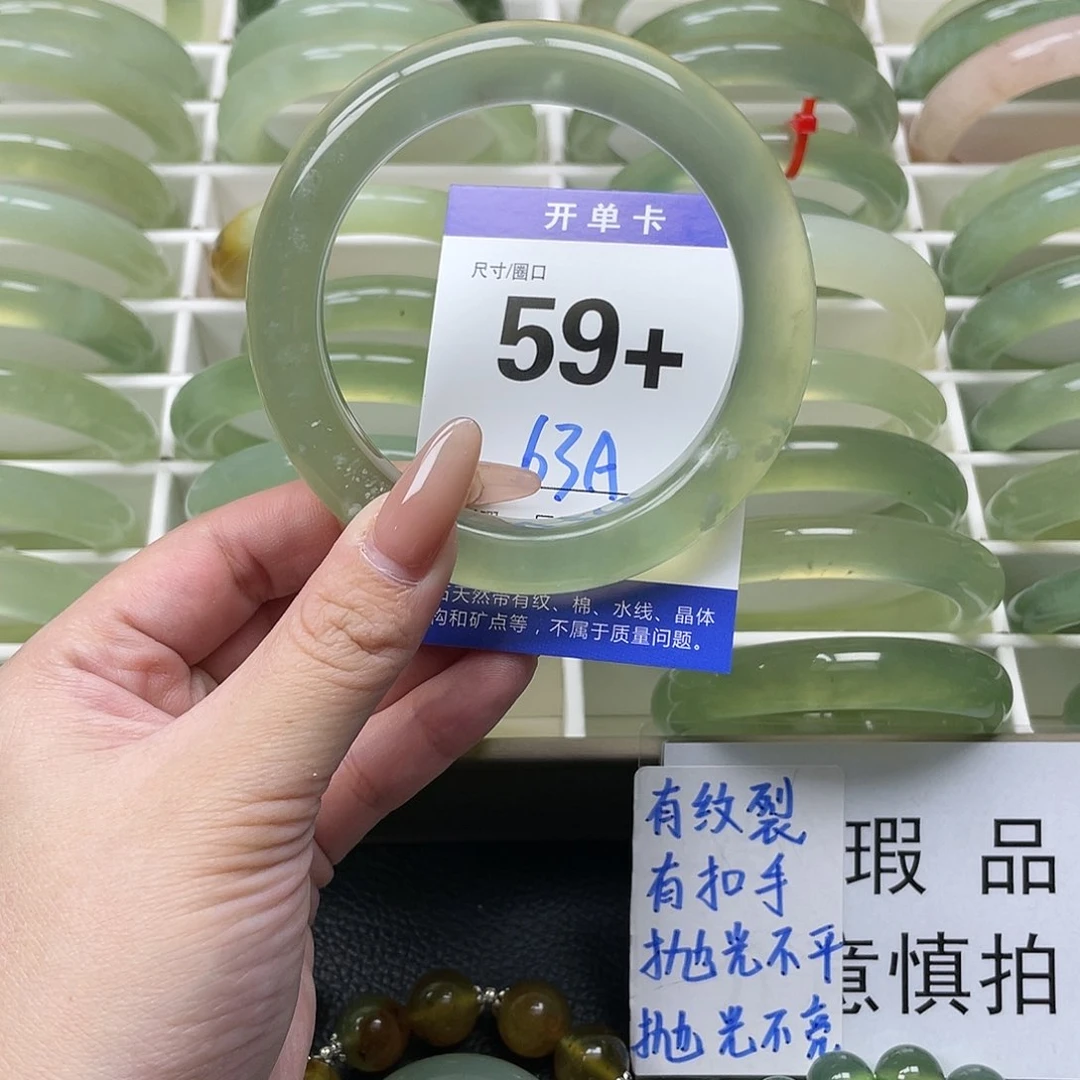 开单卡
尺寸/圈口
59+
63A
天然带有纹、棉、水线、晶体
沟和矿点等，不属于质量问题。
有纹裂
有扣手
抛光不平
抛光不亮
瑕 品
意慎拍